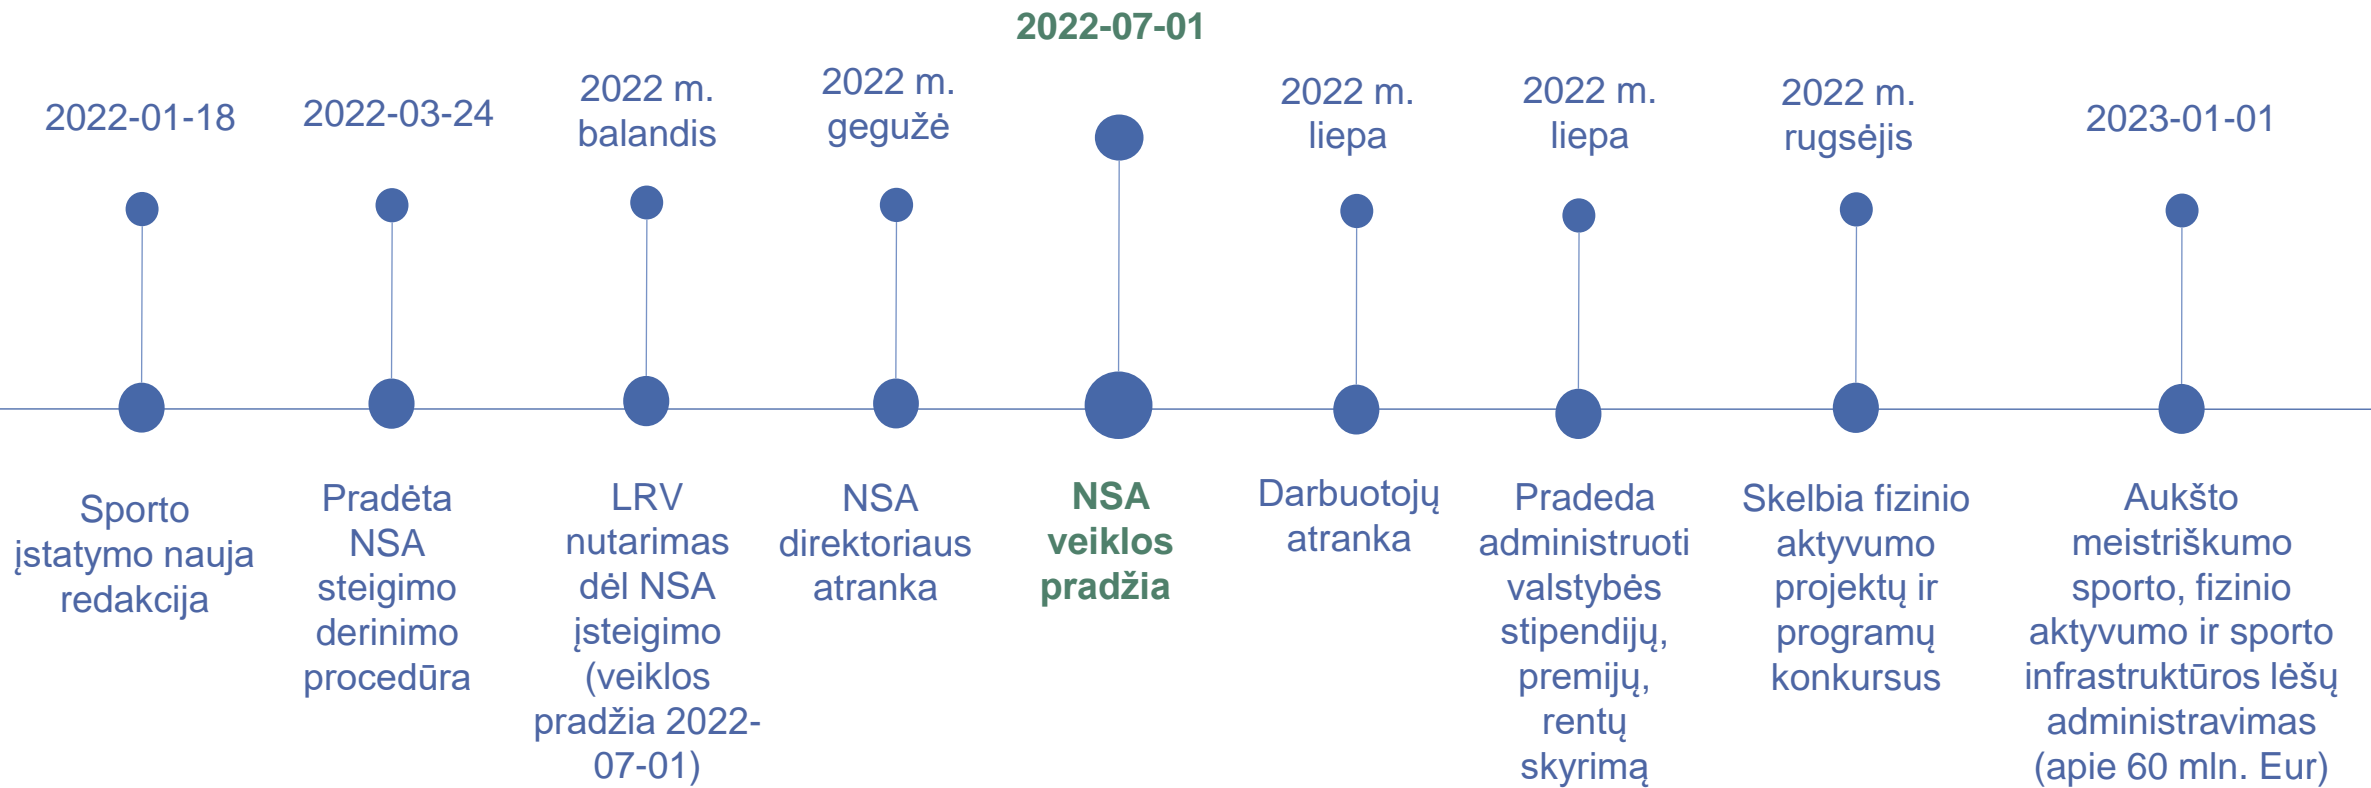 2022-01-18
Sporto
įstatymo nauja
redakcija
2022-03-24
Pradėta
NSA
steigimo
derinimo
procedūra
2022 m.
balandis
LRV
nutarimas
dėl NSA
įsteigimo
(veiklos
pradžia 2022-
07-01)
2022 m.
gegužė
NSA
direktoriaus
atranka
2022-07-01
NSA
veiklos
pradžia
2022 m.
liepa
Darbuotojų
atranka
2022 m.
liepa
Pradeda
administruoti
valstybės
stipendijų,
premijų,
rentų
skyrimą
2022 m.
rugsėjis
Skelbia fizinio
aktyvumo
projektų ir
programų
konkursus
2023-01-01
Aukšto
meistriškumo
sporto, fizinio
aktyvumo ir sporto
infrastruktūros lėšų
administravimas
(apie 60 mln. Eur)